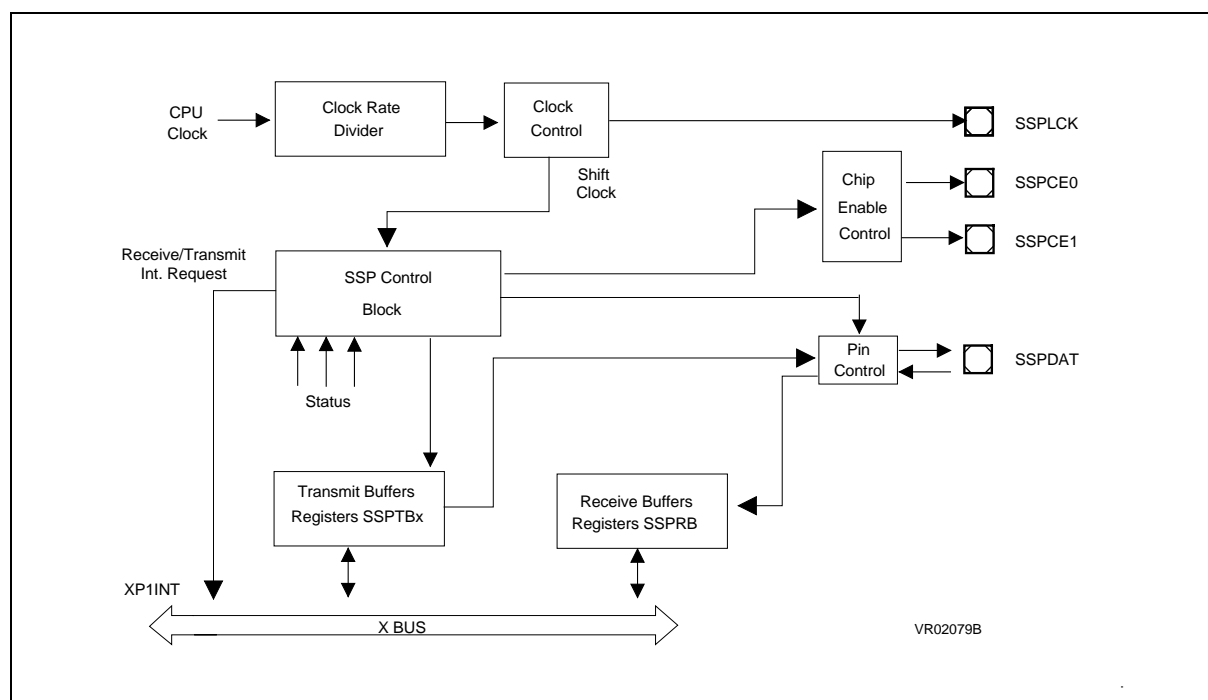 CPU
Clock
Clock Rate
Divider
Clock
Control
SSPLCK
Shift
Clock
Chip
Enable
Control
SSPCE0
SSPCE1
Receive/Transmit
Int. Request
SSP Control
Block
Pin
Control
SSPDAT
Status
Transmit Buffers
Registers SSPTBx
Receive Buffers
Registers SSPRB
XP1INT
X BUS
VR02079B